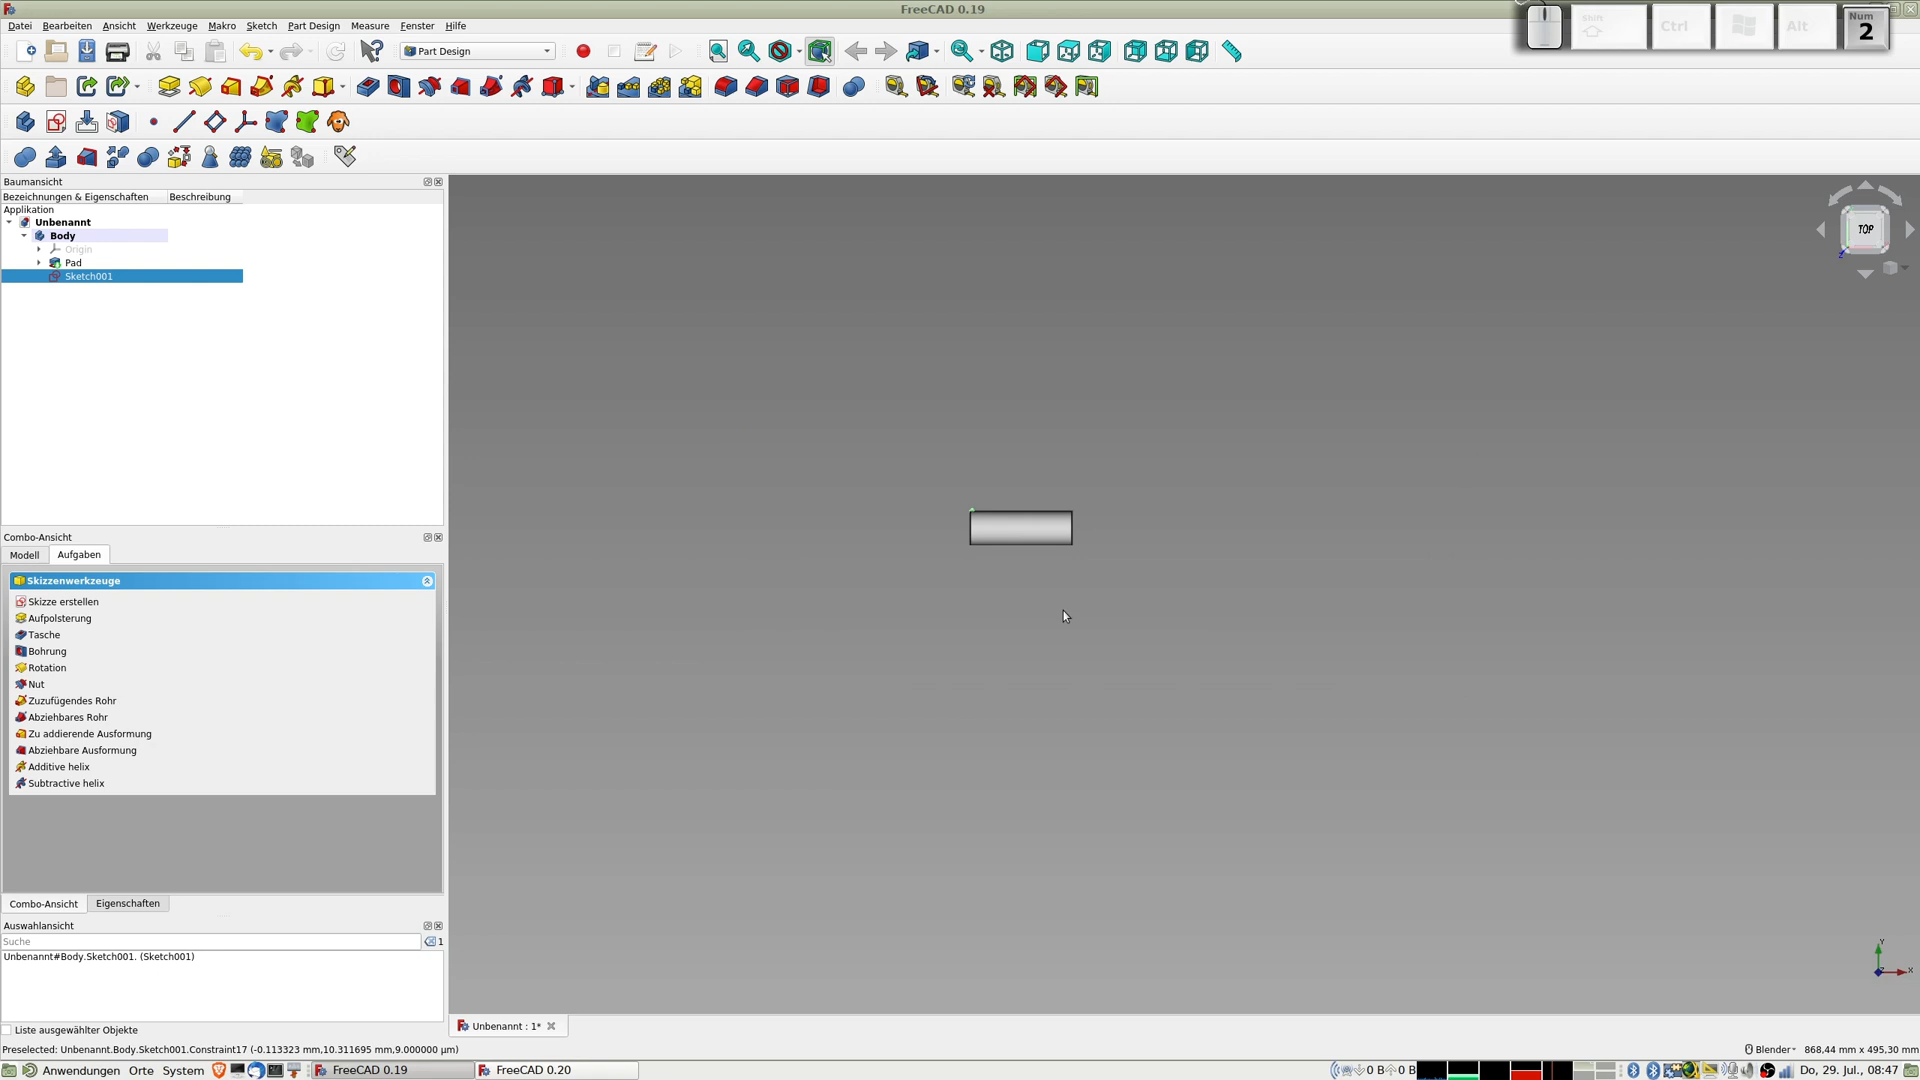 FreeCAD 0.19
Shift
Ctrl
Alt
Num
2
Datei Bearbeiten Ansicht Werkzeuge Makro Sketch Part Design Measure Fenster Hilfe
Part Design
Baumansicht
Bezeichnungen & Eigenschaften Beschreibung
Applikation
Unbenannt
Body
Origin
Pad
Sketch001
TOP
Z
Combo-Ansicht
Modell Aufgaben
Skizzenwerkzeuge
Skizze erstellen
Aufpolsterung
Tasche
Bohrung
Rotation
Nut
Zuzufügendes Rohr
Abziehbares Rohr
Zu addierende Ausformung
Abziehbare Ausformung
Additive helix
Subtractive helix
Combo-Ansicht Eigenschaften
Auswahlansicht
Suche
1
Unbenannt#Body.Sketch001. (Sketch001)
Y
Z
X
Unbenannt : 1*
Liste ausgewählter Objekte
Preselected: Unbenannt.Body.Sketch001.Constraint17 (-0.113323 mm,10.311695 mm,9.000000 µm)
Blender 868,44 mm x 495,30 mm
Anwendungen Orte System FreeCAD 0.19 FreeCAD 0.20 0 B 0 B Do, 29. Jul., 08:47